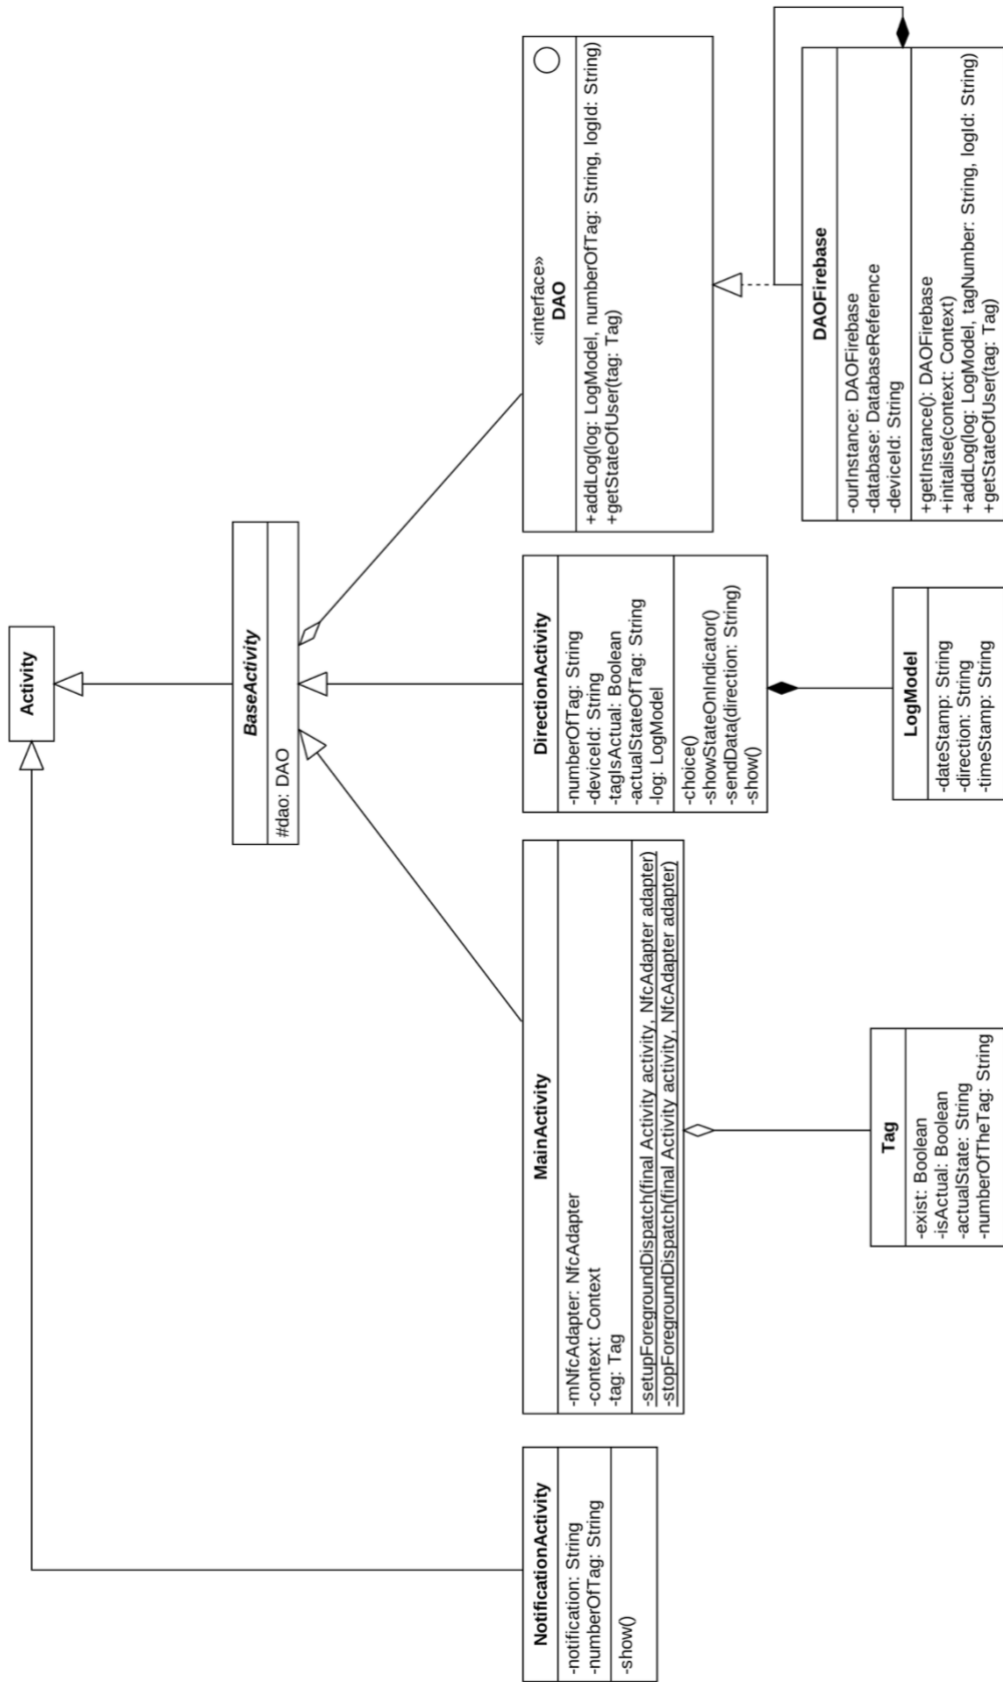 Activity
BaseActivity
#dao: DAO
NotificationActivity
-notification: String
-numberOfTag: String
-show()
MainActivity
-mNfcAdapter: NfcAdapter
-context: Context
-tag: Tag
-setupForegroundDispatch(final Activity activity, NfcAdapter adapter)
-stopForegroundDispatch(final Activity activity, NfcAdapter adapter)
DirectionActivity
-numberOfTag: String
-deviceId: String
-tagIsActual: Boolean
-actualStateOfTag: String
-log: LogModel
-choice()
-showStateOnIndicator()
-sendData(direction: String)
-show()
«interface»
DAO
+addLog(log: LogModel, numberOfTag: String, logId: String)
+getStateOfUser(tag: Tag)
Tag
-exist: Boolean
-isActual: Boolean
-actualState: String
-numberOfTheTag: String
LogModel
-dateStamp: String
-direction: String
-timeStamp: String
DAOFirebase
-ourInstance: DAOFirebase
-database: DatabaseReference
-deviceId: String
+getInstance(): DAOFirebase
+initalise(context: Context)
+addLog(log: LogModel, tagNumber: String, logId: String)
+getStateOfUser(tag: Tag)